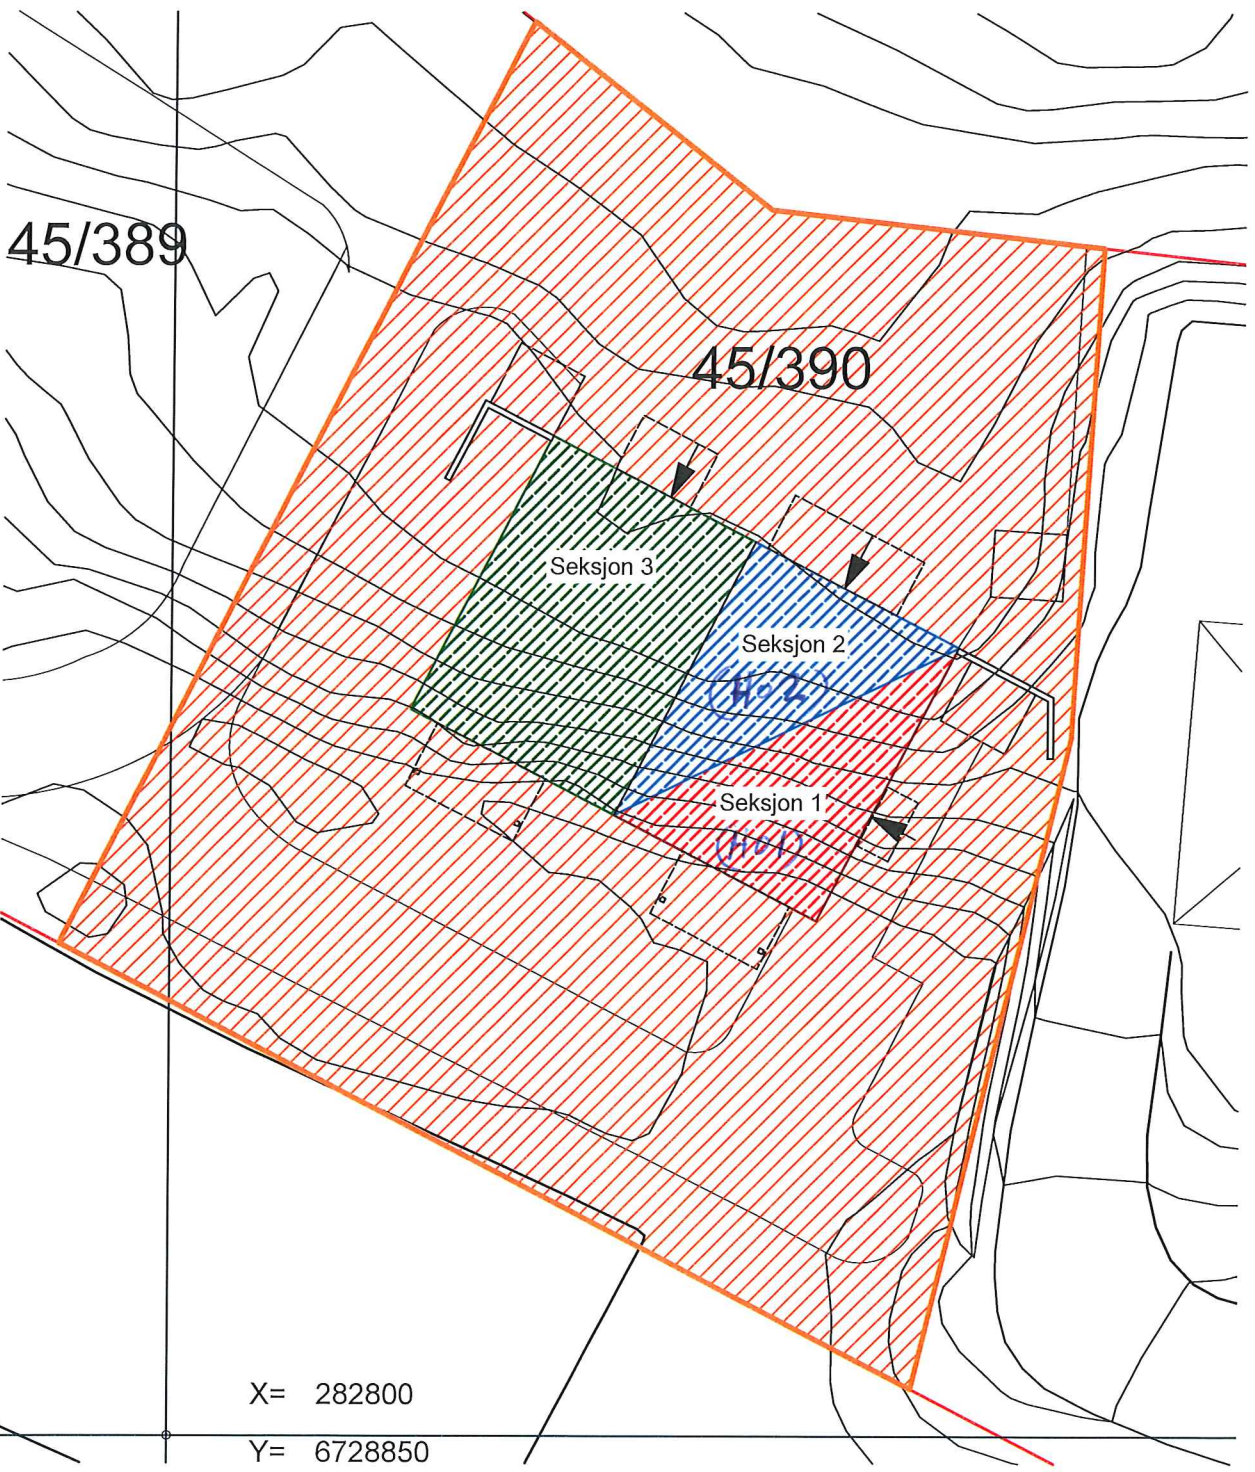 45/389
45/390
Seksjon 3
Seksjon 2
(H02)
Seksjon 1
(H01)
X= 282800
Y= 6728850